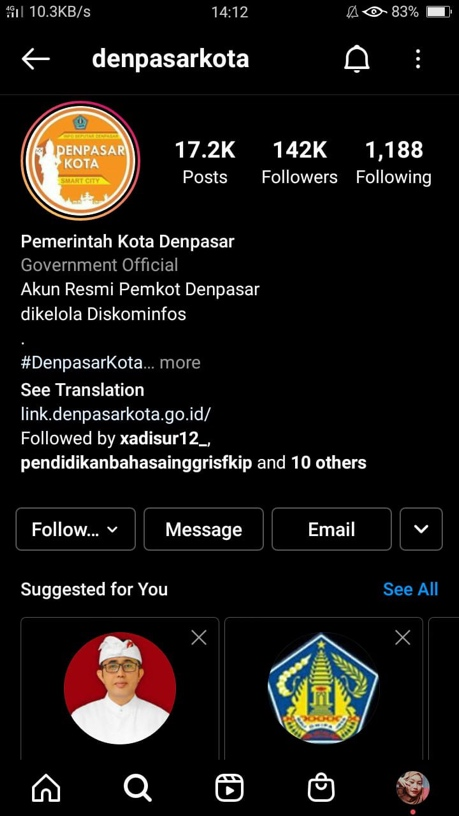 4G 10.3KB/s 14:12 83%
denpasarkota
DENPASAR
KOTA
SMART CITY
17.2K 142K 1,188
Posts Followers Following
Pemerintah Kota Denpasar
Government Official
Akun Resmi Pemkot Denpasar
dikelola Diskominfos
.
#DenpasarKota... more
See Translation
link.denpasarkota.go.id/
Followed by xadisur12_,
pendidikanbahasainggrisfkip and 10 others
Follow... Message Email
Suggested for You See All